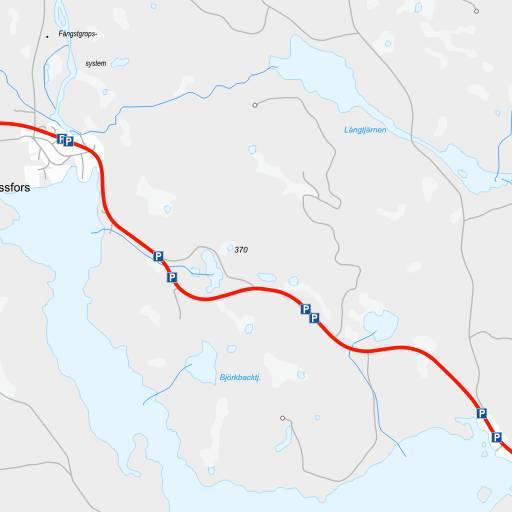 Fångstgrops-
system
Långtjärnen
ssfors
370
Björkbacktj.
P
P
P
P
P
P
P
P